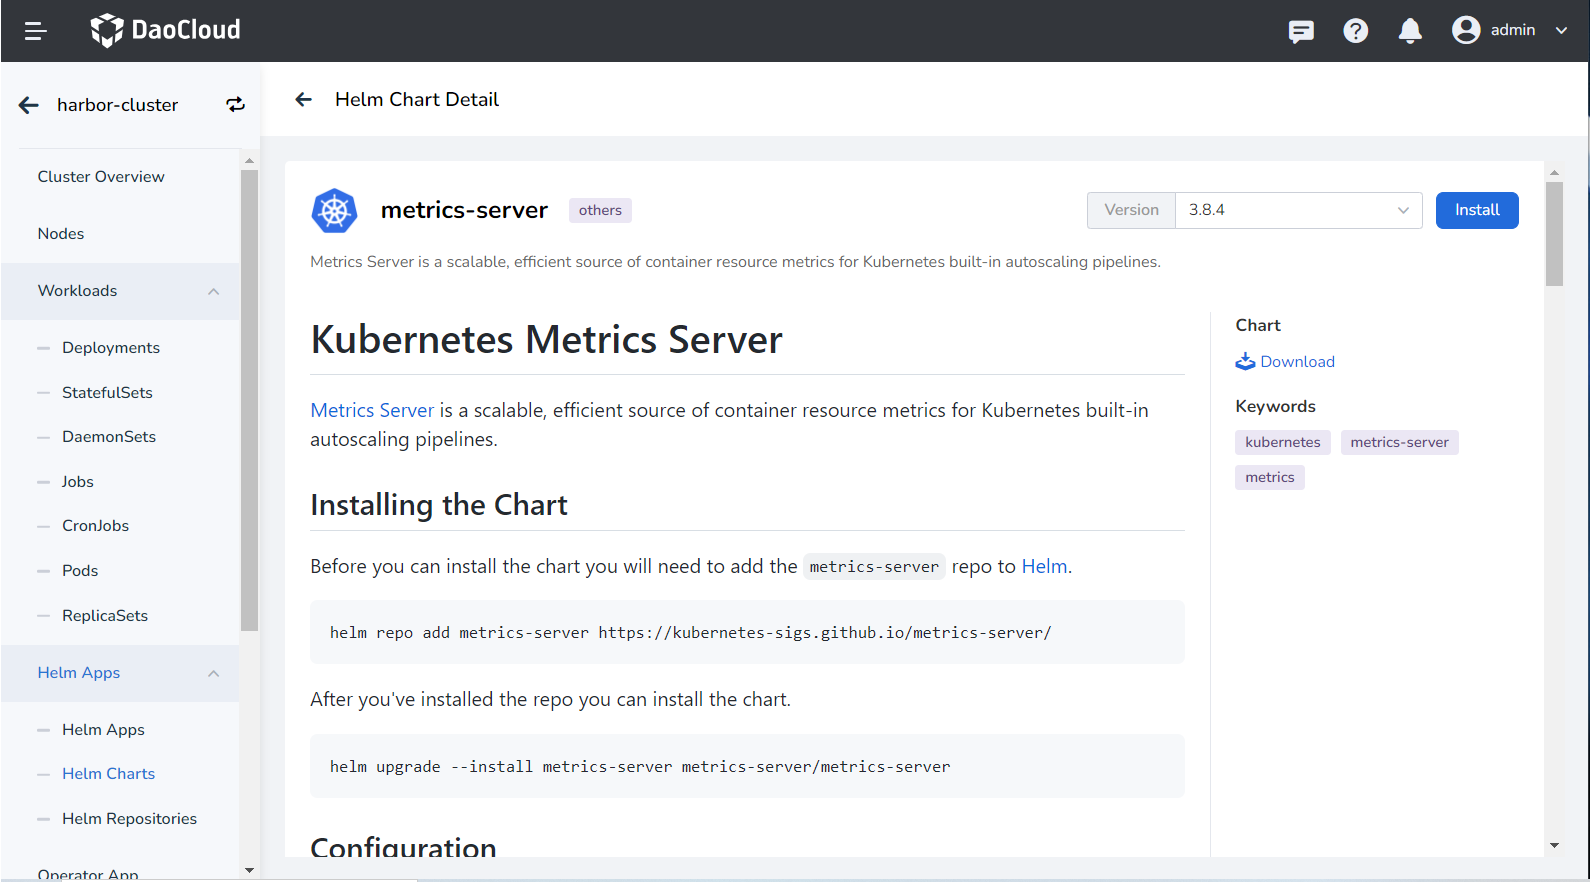 DaoCloud
admin
harbor-cluster
Helm Chart Detail
Cluster Overview
Nodes
Workloads
Deployments
StatefulSets
DaemonSets
Jobs
CronJobs
Pods
ReplicaSets
Helm Apps
Helm Apps
Helm Charts
Helm Repositories
Operator App
metrics-server
others
Version
3.8.4
Install
Metrics Server is a scalable, efficient source of container resource metrics for Kubernetes built-in autoscaling pipelines.
Kubernetes Metrics Server
Metrics Server is a scalable, efficient source of container resource metrics for Kubernetes built-in
autoscaling pipelines.
Installing the Chart
Before you can install the chart you will need to add the metrics-server repo to Helm.
helm repo add metrics-server https://kubernetes-sigs.github.io/metrics-server/
After you've installed the repo you can install the chart.
helm upgrade --install metrics-server metrics-server/metrics-server
Configuration
Chart
Download
Keywords
kubernetes metrics-server
metrics